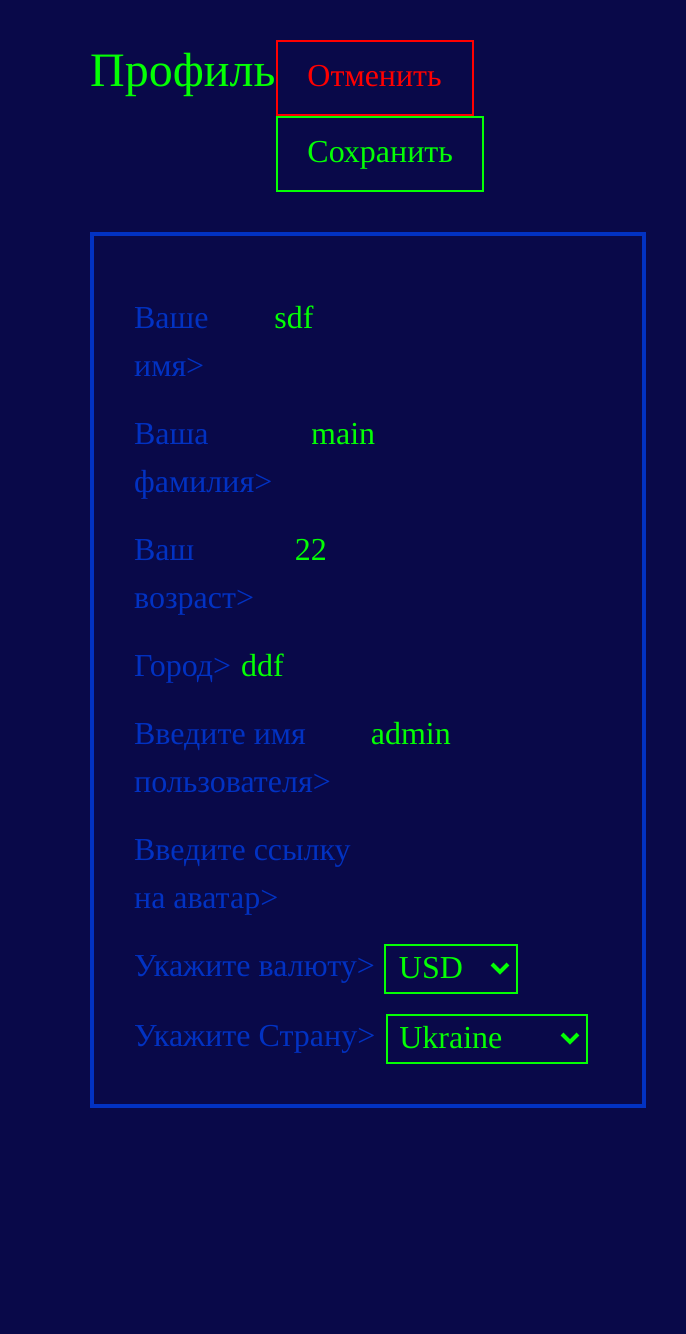 Профиль Отменить
Сохранить
Ваше sdf
имя>
Ваша main
фамилия>
Ваш 22
возраст>
Город> ddf
Введите имя admin
пользователя>
Введите ссылку
на аватар>
Укажите валюту> USD
Укажите Страну> Ukraine